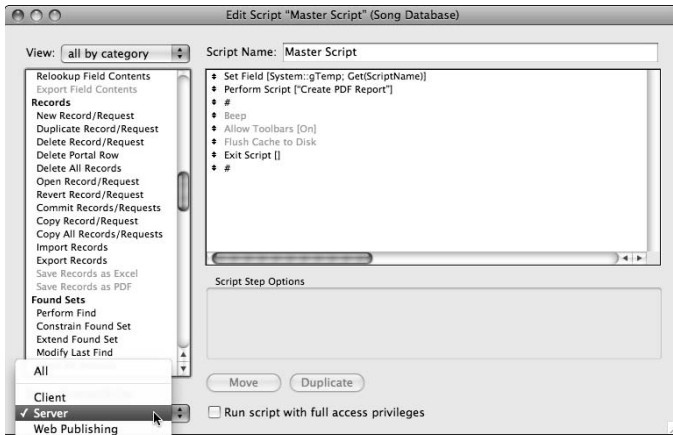 Edit Script “Master Script” (Song Database)
View: all by category
Script Name: Master Script
Relookup Field Contents
Export Field Contents
Records
New Record/Request
Duplicate Record/Request
Delete Record/Request
Delete Portal Row
Delete All Records
Open Record/Request
Revert Record/Request
Commit Records/Requests
Copy Record/Request
Copy All Records/Requests
Import Records
Export Records
Save Records as Excel
Save Records as PDF
Found Sets
Perform Find
Constrain Found Set
Extend Found Set
Modify Last Find
All
Client
✓ Server
Web Publishing
Set Field [System::gTemp; Get(ScriptName)]
Perform Script ["Create PDF Report"]
#
Beep
Allow Toolbars [On]
Flush Cache to Disk
Exit Script []
#
Script Step Options
Move
Duplicate
Run script with full access privileges